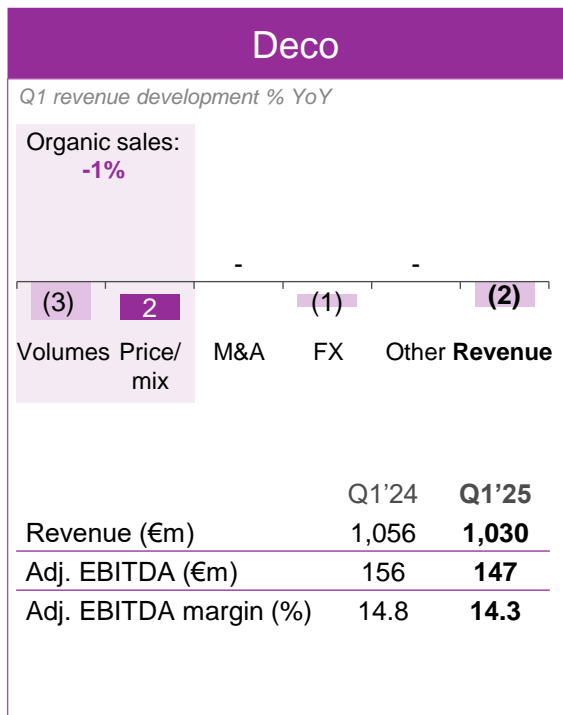 Deco
Q1 revenue development % YoY
Organic sales:
-1%
- -
(3) 2 (1) (2)
Volumes Price/ mix M&A FX Other Revenue
Q1’24 Q1’25
Revenue (€m) 1,056 1,030
Adj. EBITDA (€m) 156 147
Adj. EBITDA margin (%) 14.8 14.3